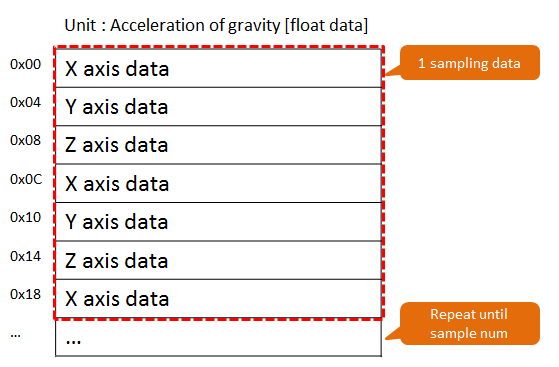 Unit : Acceleration of gravity [float data]
0x00 X axis data 1 sampling data
0x04 Y axis data
0x08 Z axis data
0x0C X axis data
0x10 Y axis data
0x14 Z axis data
0x18 X axis data
Repeat until
sample num
... ...